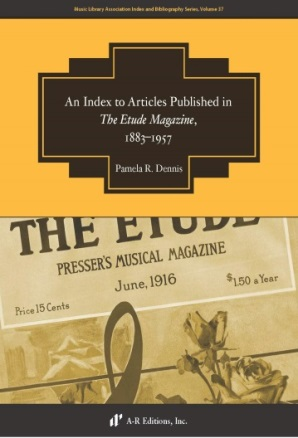 Music Library Association Index and Bibliography Series, Volume 37
An Index to Articles Published in
The Etude Magazine,
1883–1957
Pamela R. Dennis
THE ETUDE
PRESSER'S MUSICAL MAGAZINE
June, 1916
Price 15 Cents
$1.50 a Year
A-R Editions, Inc.